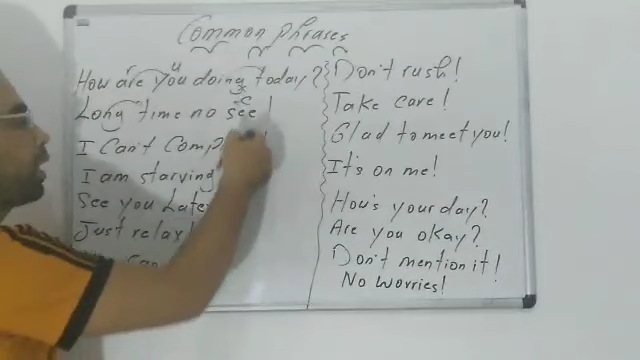 Common phrases
r u
How are you doing today?
c
Long time no see!
I Can't Comp
I am starving
See you Late
Just relax!
Can
Don't rush!
Take care!
Glad to meet you!
It's on me!
How's your day?
Are you okay?
Don't mention it!
No worries!